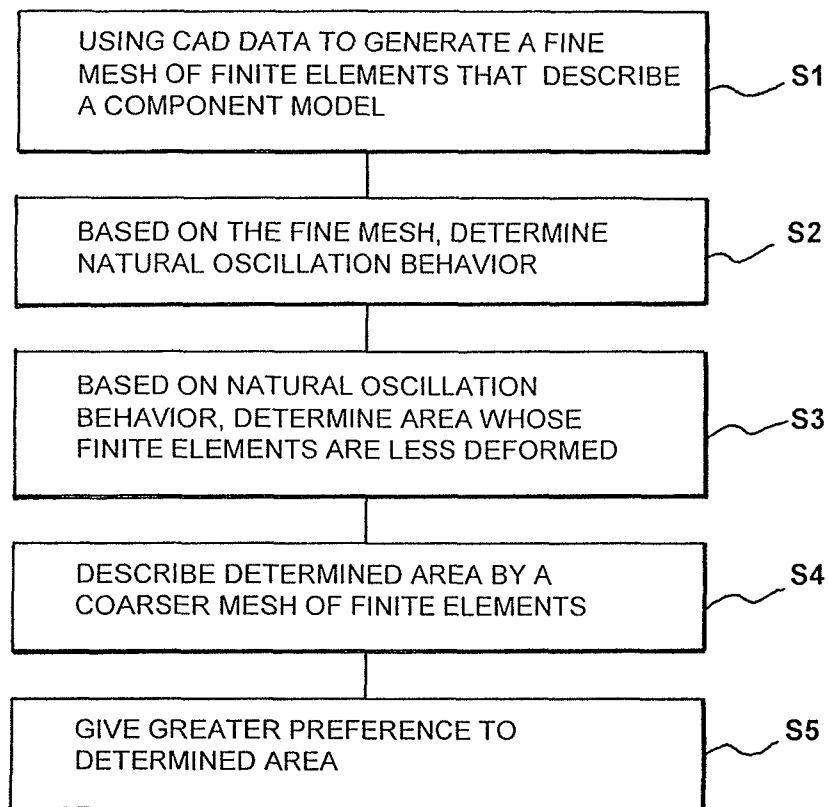 USING CAD DATA TO GENERATE A FINE
MESH OF FINITE ELEMENTS THAT DESCRIBE
A COMPONENT MODEL
S1
BASED ON THE FINE MESH, DETERMINE
NATURAL OSCILLATION BEHAVIOR
S2
BASED ON NATURAL OSCILLATION
BEHAVIOR, DETERMINE AREA WHOSE
FINITE ELEMENTS ARE LESS DEFORMED
S3
DESCRIBE DETERMINED AREA BY A
COARSER MESH OF FINITE ELEMENTS
S4
GIVE GREATER PREFERENCE TO
DETERMINED AREA
S5